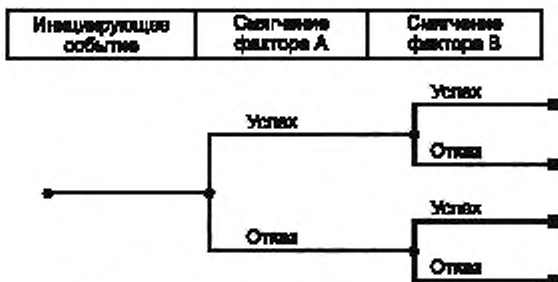 Инициирующее событие
Смягчение фактора A
Смягчение фактора B
Успех
Успех
Отказ
Успех
Отказ
Отказ